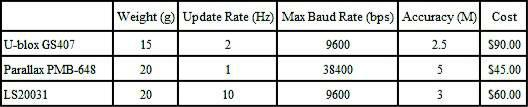 Weight (g) Update Rate (Hz) Max Baud Rate (bps) Accuracy (M) Cost
U-blox GS407 15 2 9600 2.5 $90.00
Parallax PMB-648 20 1 38400 5 $45.00
LS20031 20 10 9600 3 $60.00